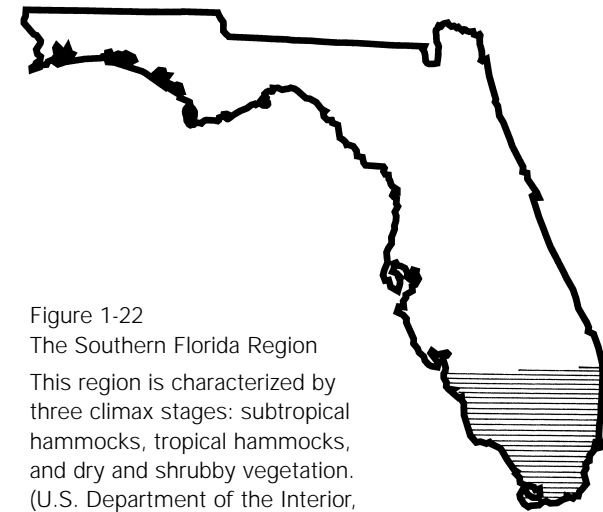 Figure 1-22
The Southern Florida Region
This region is characterized by
three climax stages: subtropical
hammocks, tropical hammocks,
and dry and shrubby vegetation.
(U.S. Department of the Interior,